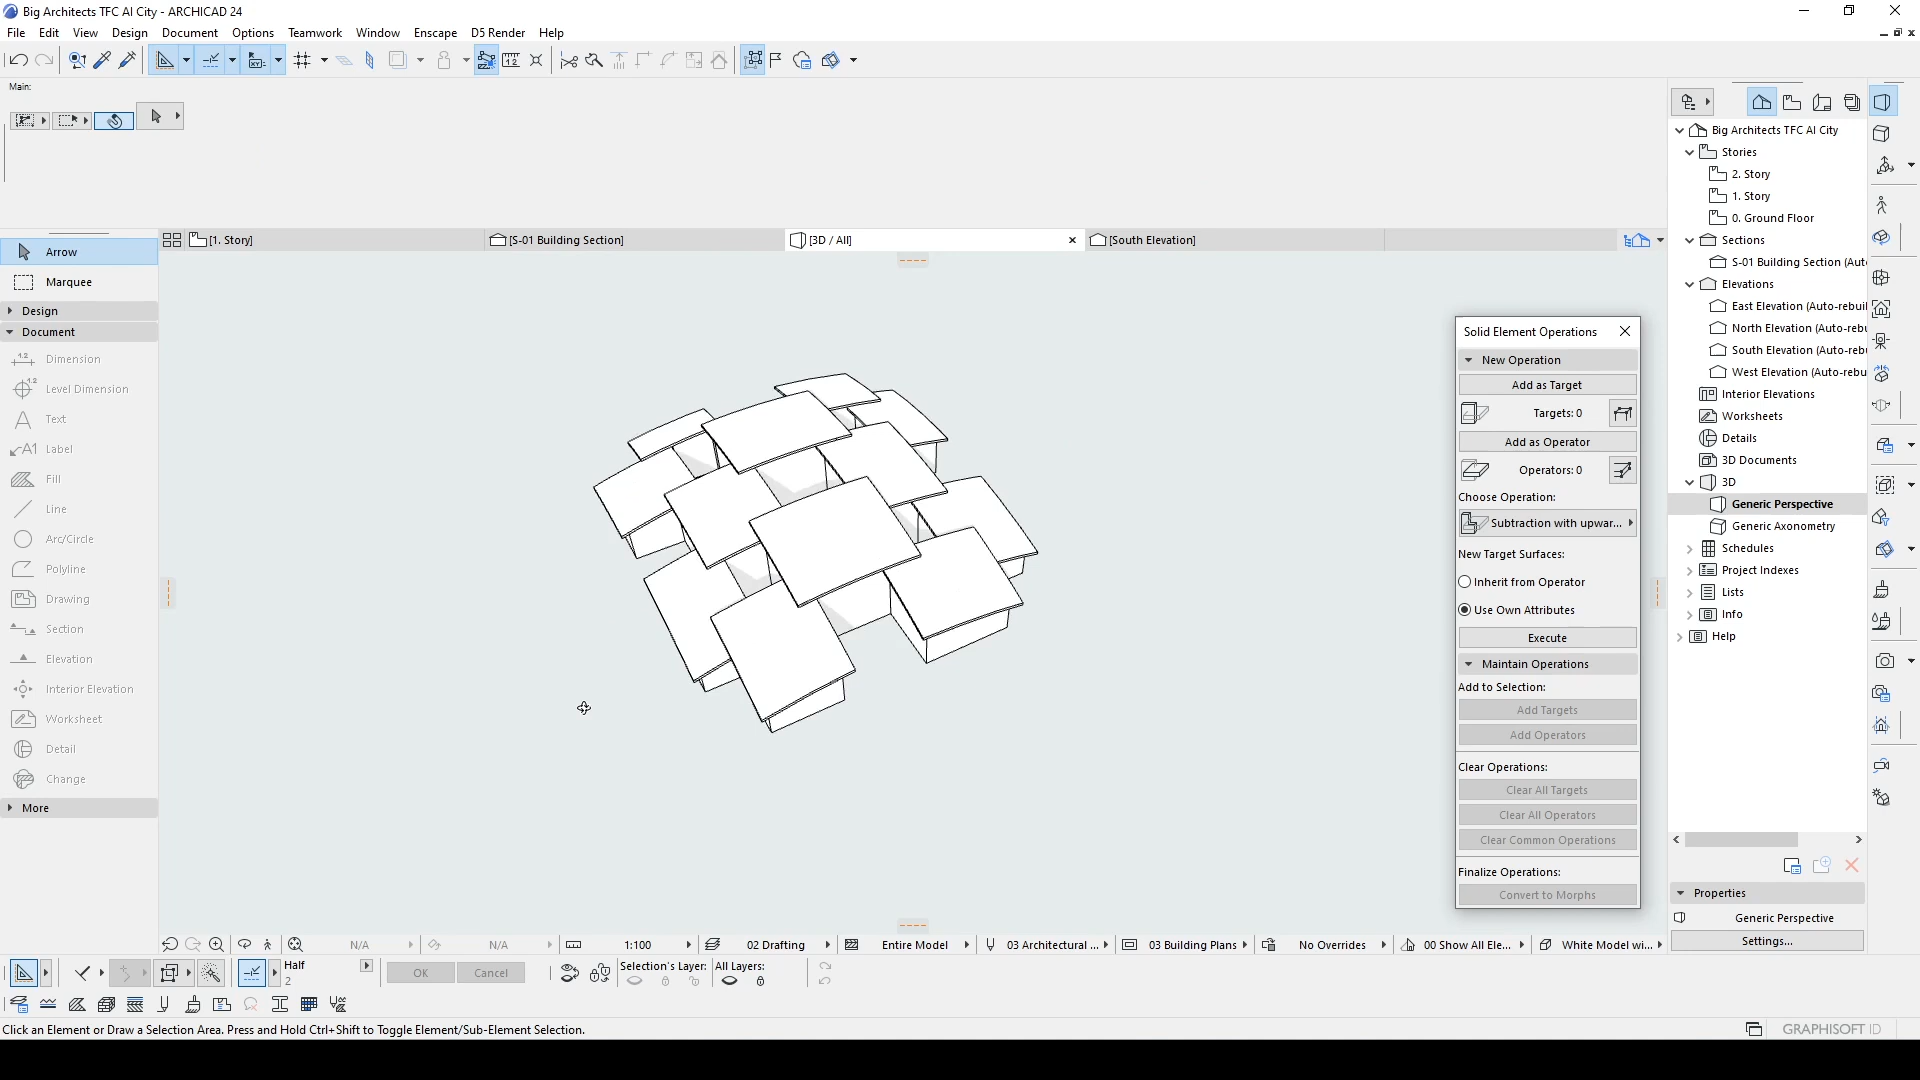 Big Architects TFC AI City - ARCHICAD 24
File Edit View Design Document Options Teamwork Window Enscape D5 Render Help
Main:
[1. Story]
[S-01 Building Section]
[3D / All]
[South Elevation]
Arrow
Marquee
Design
Document
Dimension
Level Dimension
Text
Label
Fill
Line
Arc/Circle
Polyline
Drawing
Section
Elevation
Interior Elevation
Worksheet
Detail
Change
More
Solid Element Operations
New Operation
Add as Target
Targets: 0
Add as Operator
Operators: 0
Choose Operation:
Subtraction with upwar...
New Target Surfaces:
Inherit from Operator
Use Own Attributes
Execute
Maintain Operations
Add to Selection:
Add Targets
Add Operators
Clear Operations:
Clear All Targets
Clear All Operators
Clear Common Operations
Finalize Operations:
Convert to Morphs
Big Architects TFC AI City
Stories
2. Story
1. Story
0. Ground Floor
Sections
S-01 Building Section (Aut
Elevations
East Elevation (Auto-rebuil
North Elevation (Auto-rebu
South Elevation (Auto-reb
West Elevation (Auto-rebu
Interior Elevations
Worksheets
Details
3D Documents
3D
Generic Perspective
Generic Axonometry
Schedules
Project Indexes
Lists
Info
Help
Properties
Generic Perspective
Settings...
N/A N/A 1:100 02 Drafting Entire Model 03 Architectural ... 03 Building Plans No Overrides 00 Show All Ele... White Model wi...
Half
2
OK Cancel
Selection's Layer: All Layers:
Click an Element or Draw a Selection Area. Press and Hold Ctrl+Shift to Toggle Element/Sub-Element Selection.
GRAPHISOFT ID